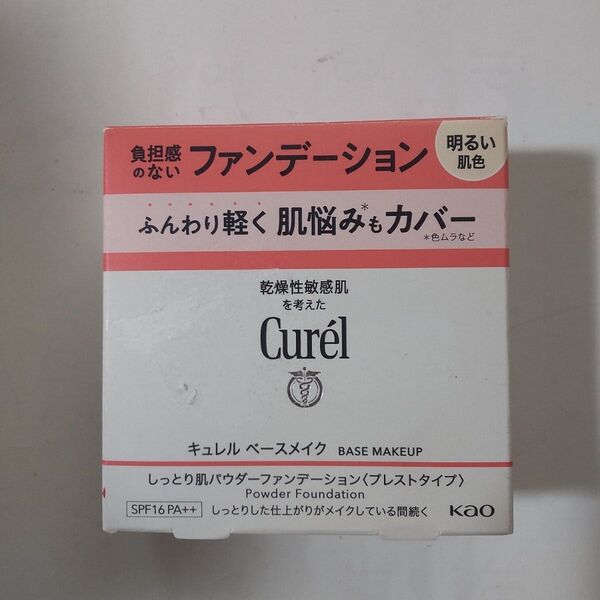 負担感
のない ファンデーション
明るい
肌色
ふんわり軽く 肌悩み*もカバー
*色ムラなど
乾燥性敏感肌
を考えた
Curél
キュレル ベースメイク BASE MAKEUP
しっとり肌パウダーファンデーション〈プレストタイプ〉
Powder Foundation
SPF16 PA++ しっとりした仕上がりがメイクしている間続く Kao